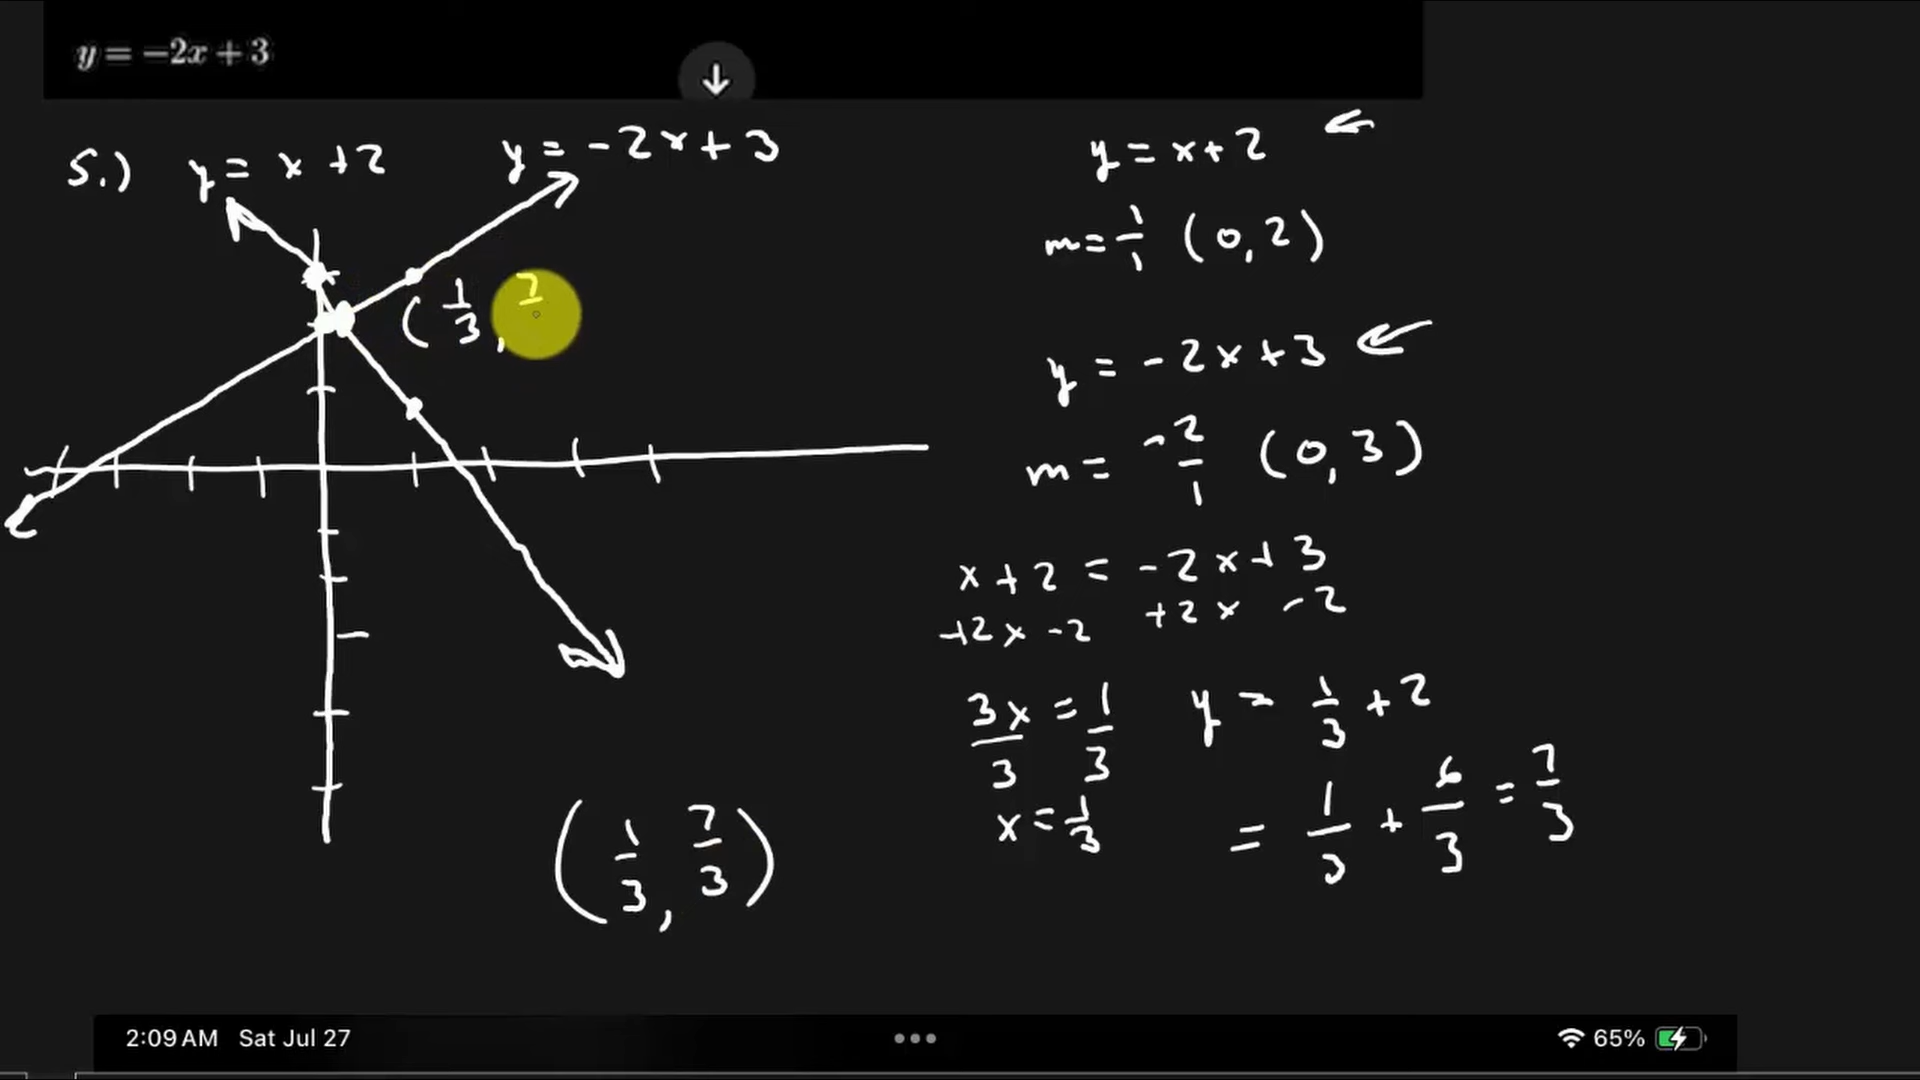 y = −2x + 3
5.) y = x + 2 y = -2x + 3
( 1/3 , 7
( 1/3 , 7/3 )
y = x + 2 ←
m = 1/1 (0, 2)
y = -2x + 3 ←
m = -2/1 (0, 3)
x + 2 = -2x + 3
+2x -2 +2x -2
3x/3 = 1/3 y = 1/3 + 2
x = 1/3 = 1/3 + 6/3 = 7/3
2:09 AM Sat Jul 27 65%